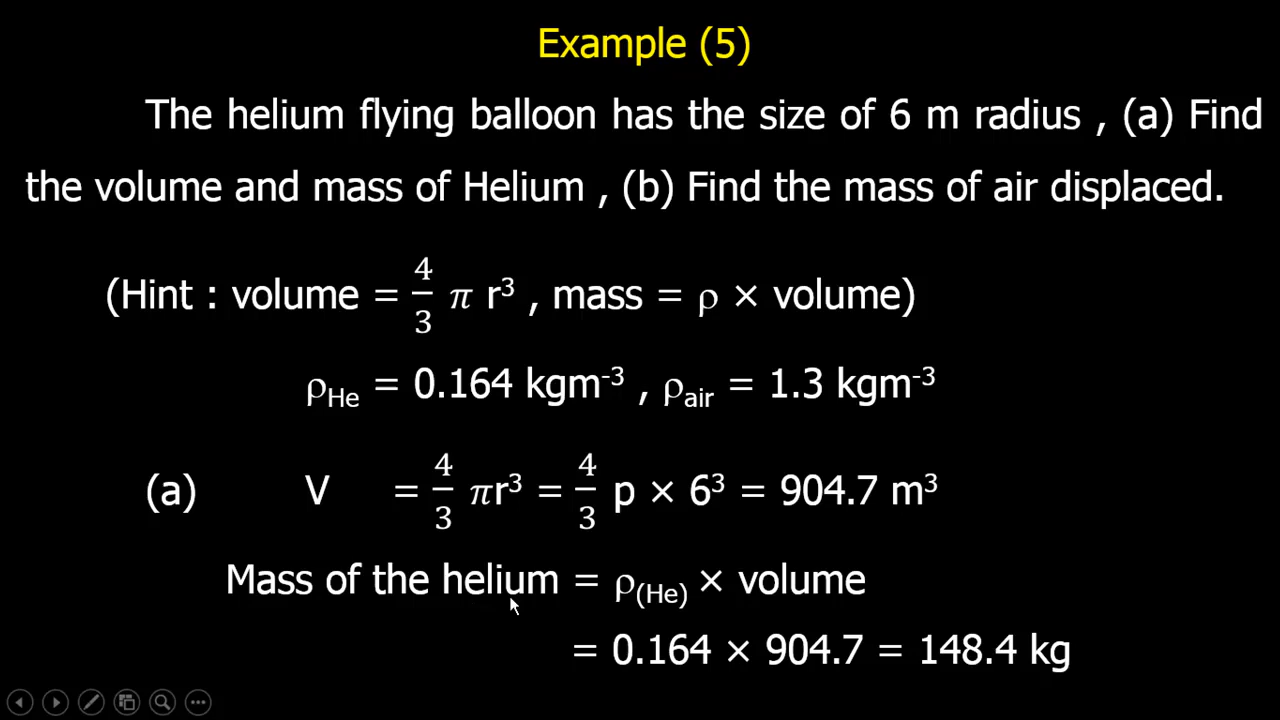 Example (5)
The helium flying balloon has the size of 6 m radius , (a) Find
the volume and mass of Helium , (b) Find the mass of air displaced.
(Hint : volume = 4/3 π r³ , mass = ρ × volume)
ρHe = 0.164 kgm⁻³ , ρair = 1.3 kgm⁻³
(a) V = 4/3 πr³ = 4/3 p × 6³ = 904.7 m³
Mass of the helium = ρ(He) × volume
= 0.164 × 904.7 = 148.4 kg